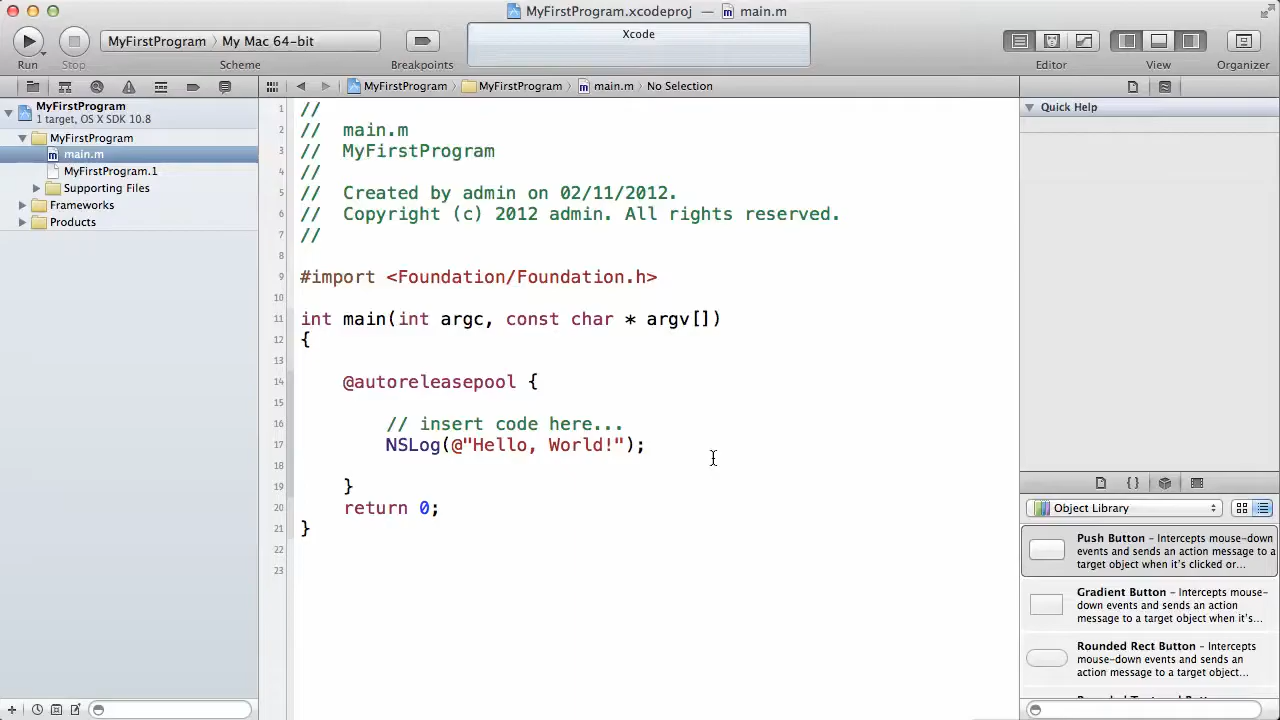 MyFirstProgram.xcodeproj — main.m
MyFirstProgram My Mac 64-bit
Xcode
Run Stop Scheme Breakpoints Editor View Organizer
MyFirstProgram
1 target, OS X SDK 10.8
MyFirstProgram
main.m
MyFirstProgram.1
Supporting Files
Frameworks
Products
MyFirstProgram MyFirstProgram main.m No Selection
1 //
2 // main.m
3 // MyFirstProgram
4 //
5 // Created by admin on 02/11/2012.
6 // Copyright (c) 2012 admin. All rights reserved.
7 //
8
9 #import <Foundation/Foundation.h>
10
11 int main(int argc, const char * argv[])
12 {
13
14 @autoreleasepool {
15
16 // insert code here...
17 NSLog(@"Hello, World!");
18
19 }
20 return 0;
21 }
22
23
Quick Help
{ }
Object Library
Push Button – Intercepts mouse-down
events and sends an action message to a
target object when it's clicked or…
Gradient Button – Intercepts mouse-
down events and sends an action
message to a target object when it's…
Rounded Rect Button – Intercepts
mouse-down events and sends an
action message to a target object…